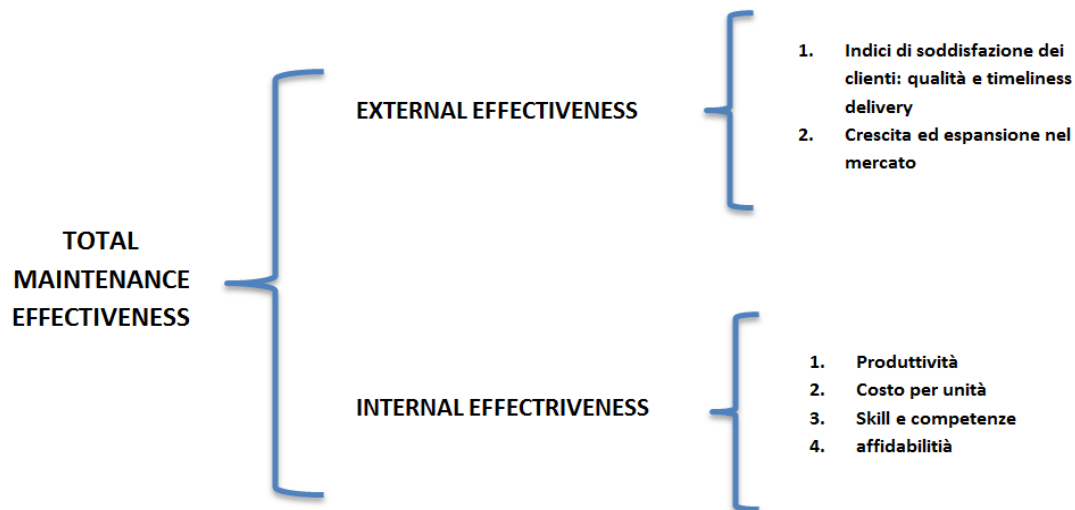 TOTAL
MAINTENANCE
EFFECTIVENESS
EXTERNAL EFFECTIVENESS
1. Indici di soddisfazione dei
clienti: qualità e timeliness
delivery
2. Crescita ed espansione nel
mercato
INTERNAL EFFECTRIVENESS
1. Produttività
2. Costo per unità
3. Skill e competenze
4. affidabilitià